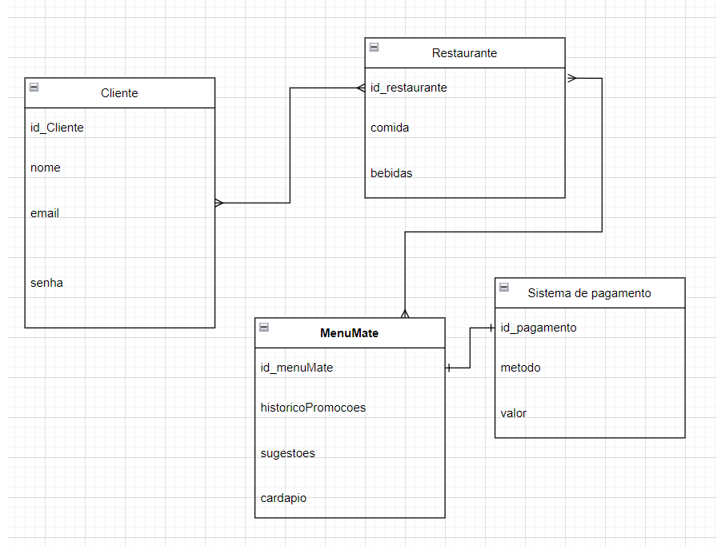 Cliente
id_Cliente
nome
email
senha
Restaurante
id_restaurante
comida
bebidas
MenuMate
id_menuMate
historicoPromocoes
sugestoes
cardapio
Sistema de pagamento
id_pagamento
metodo
valor